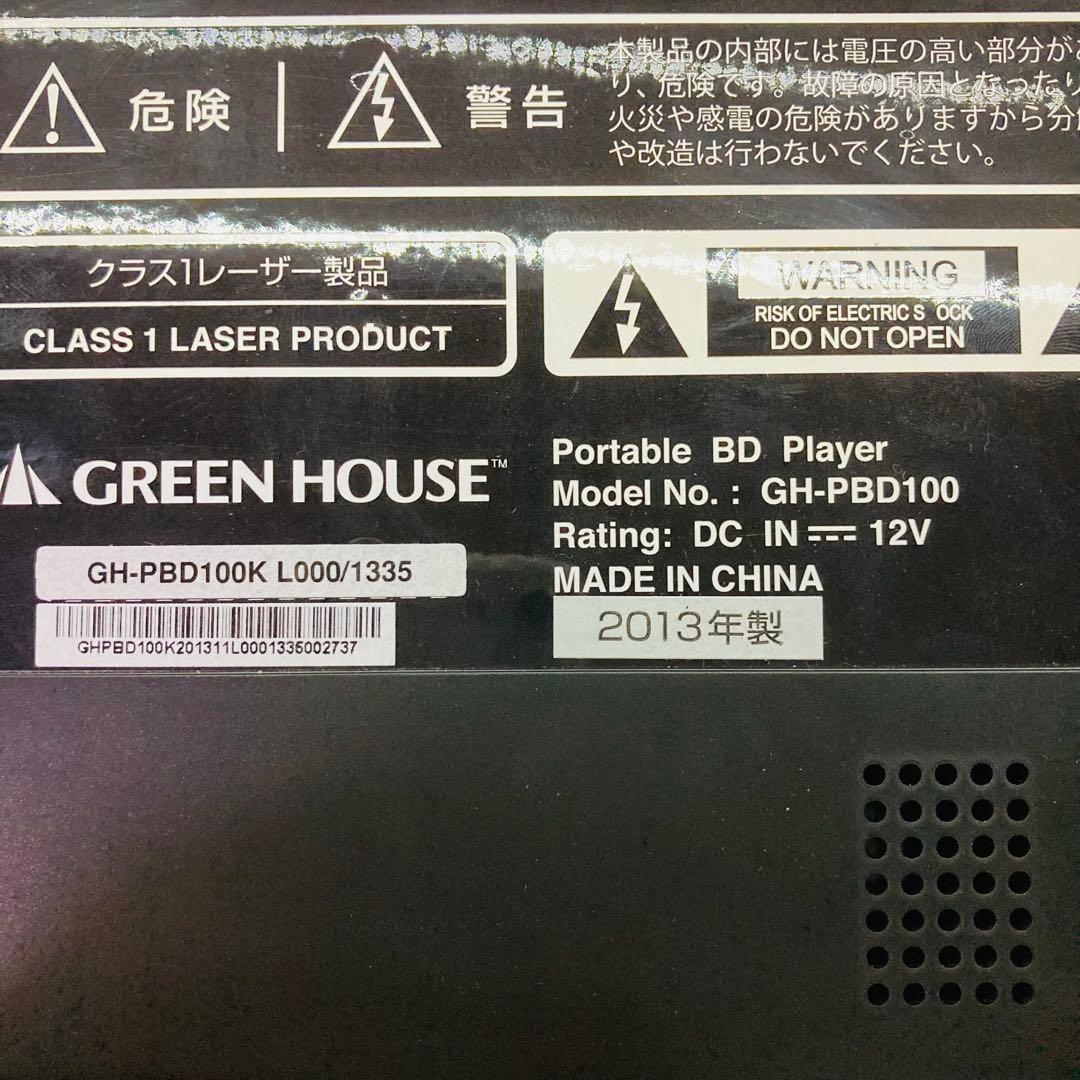 危険
警告
本製品の内部には電圧の高い部分が
り、危険です。故障の原因となったり
火災や感電の危険がありますから分
や改造は行わないでください。
クラス1レーザー製品
CLASS 1 LASER PRODUCT
WARNING
RISK OF ELECTRIC S OCK
DO NOT OPEN
GREEN HOUSE™
Portable BD Player
Model No. : GH-PBD100
Rating: DC IN ⎓ 12V
MADE IN CHINA
2013年製
GH-PBD100K L000/1335
GHPBD100K201311L0001335002737